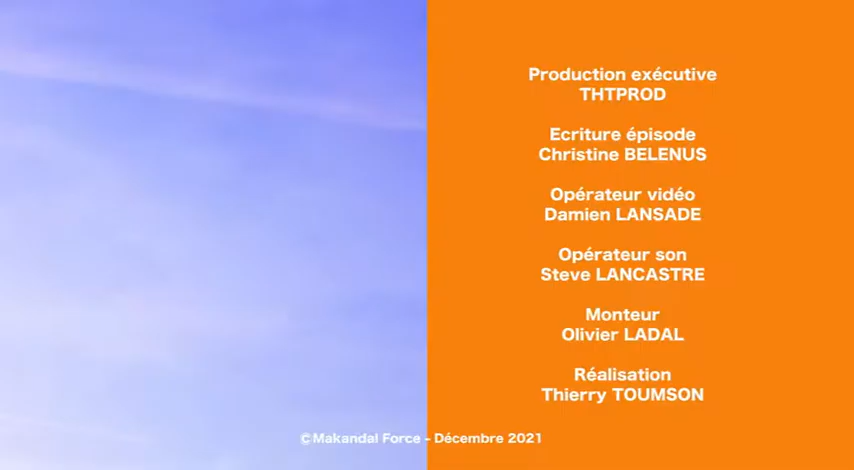 Production exécutive
THTPROD
Ecriture épisode
Christine BELENUS
Opérateur vidéo
Damien LANSADE
Opérateur son
Steve LANCASTRE
Monteur
Olivier LADAL
Réalisation
Thierry TOUMSON
©Makandal Force - Décembre 2021